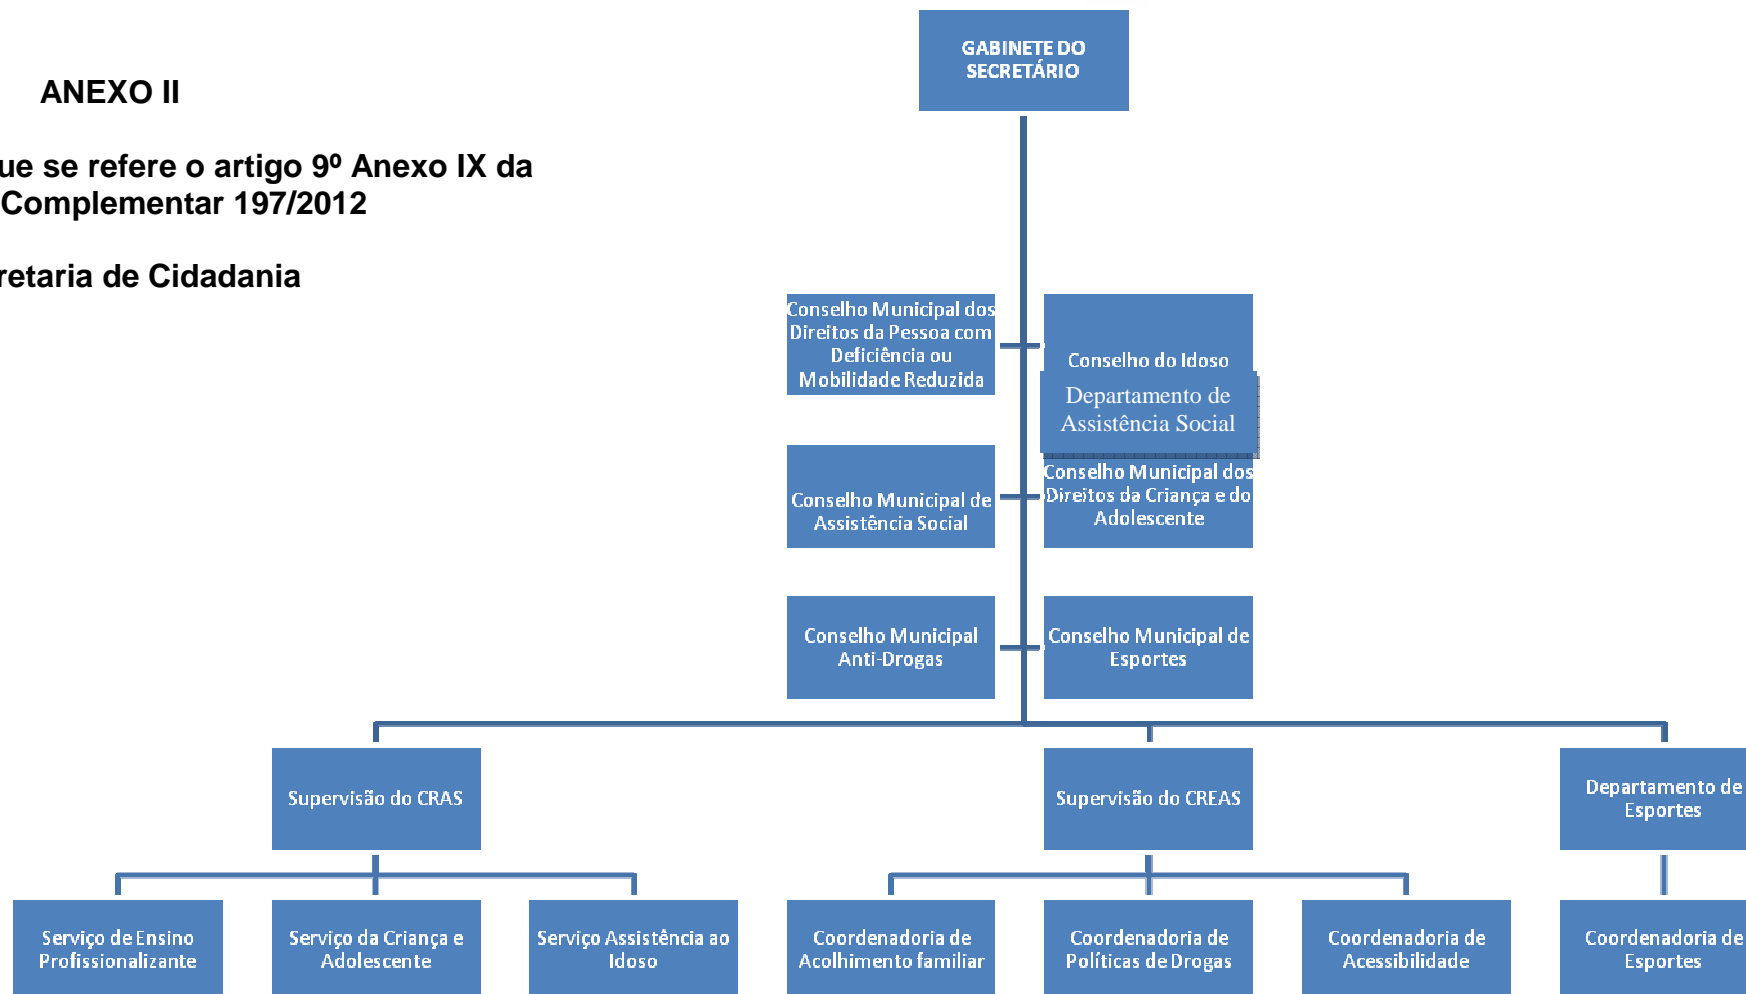 GABINETE DO
SECRETÁRIO
ANEXO II
ue se refere o artigo 9º Anexo IX da
Complementar 197/2012
retaria de Cidadania
Conselho Municipal dos
Direitos da Pessoa com
Deficiência ou
Mobilidade Reduzida
Conselho do Idoso
Departamento de
Assistência Social
Conselho Municipal de
Assistência Social
Conselho Municipal dos
Direitos da Criança e do
Adolescente
Conselho Municipal
Anti-Drogas
Conselho Municipal de
Esportes
Supervisão do CRAS
Supervisão do CREAS
Departamento de
Esportes
Serviço de Ensino
Profissionalizante
Serviço da Criança e
Adolescente
Serviço Assistência ao
Idoso
Coordenadoria de
Acolhimento familiar
Coordenadoria de
Políticas de Drogas
Coordenadoria de
Acessibilidade
Coordenadoria de
Esportes